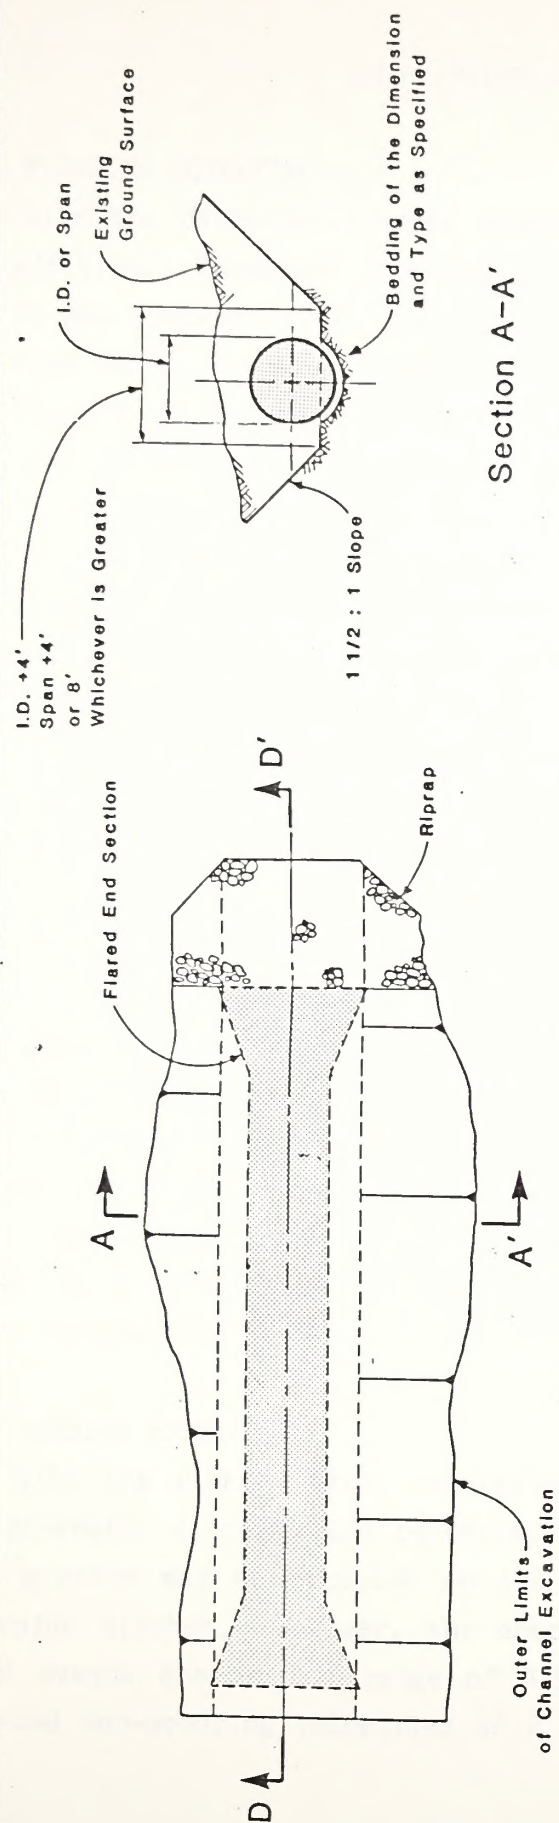 I.D. +4'
Span +4'
or 8'
Whichever is Greater
I.D. or Span
Existing
Ground Surface
1 1/2 : 1 Slope
Bedding of the Dimension
and Type as Specified
Section A-A'
A
A'
D
D'
Flared End Section
Riprap
Outer Limits
of Channel Excavation